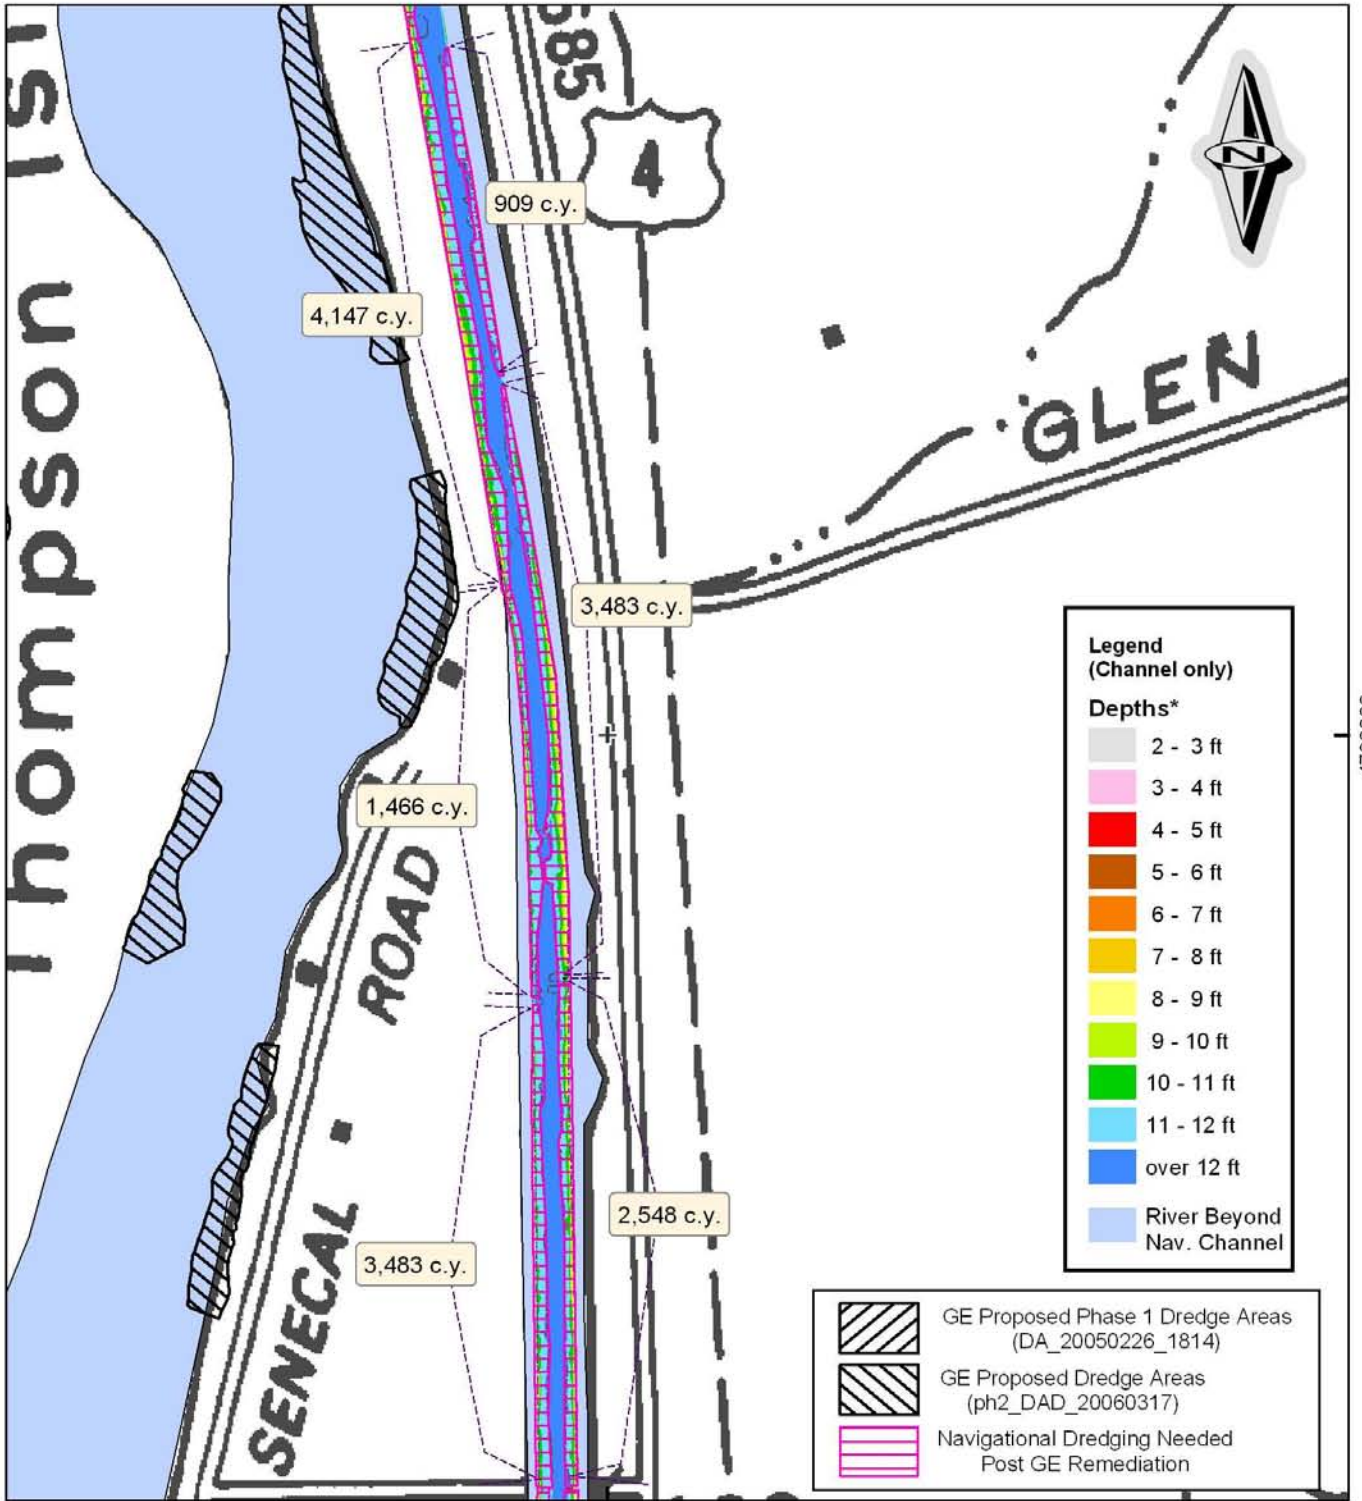 585
4
N
909 c.y.
4,147 c.y.
GLEN
Thompson Isl
3,483 c.y.
1,466 c.y.
ROAD
SENECAL
3,483 c.y.
2,548 c.y.
Legend
(Channel only)
Depths*
2 - 3 ft
3 - 4 ft
4 - 5 ft
5 - 6 ft
6 - 7 ft
7 - 8 ft
8 - 9 ft
9 - 10 ft
10 - 11 ft
11 - 12 ft
over 12 ft
River Beyond
Nav. Channel
GE Proposed Phase 1 Dredge Areas
(DA_20050226_1814)
GE Proposed Dredge Areas
(ph2_DAD_20060317)
Navigational Dredging Needed
Post GE Remediation